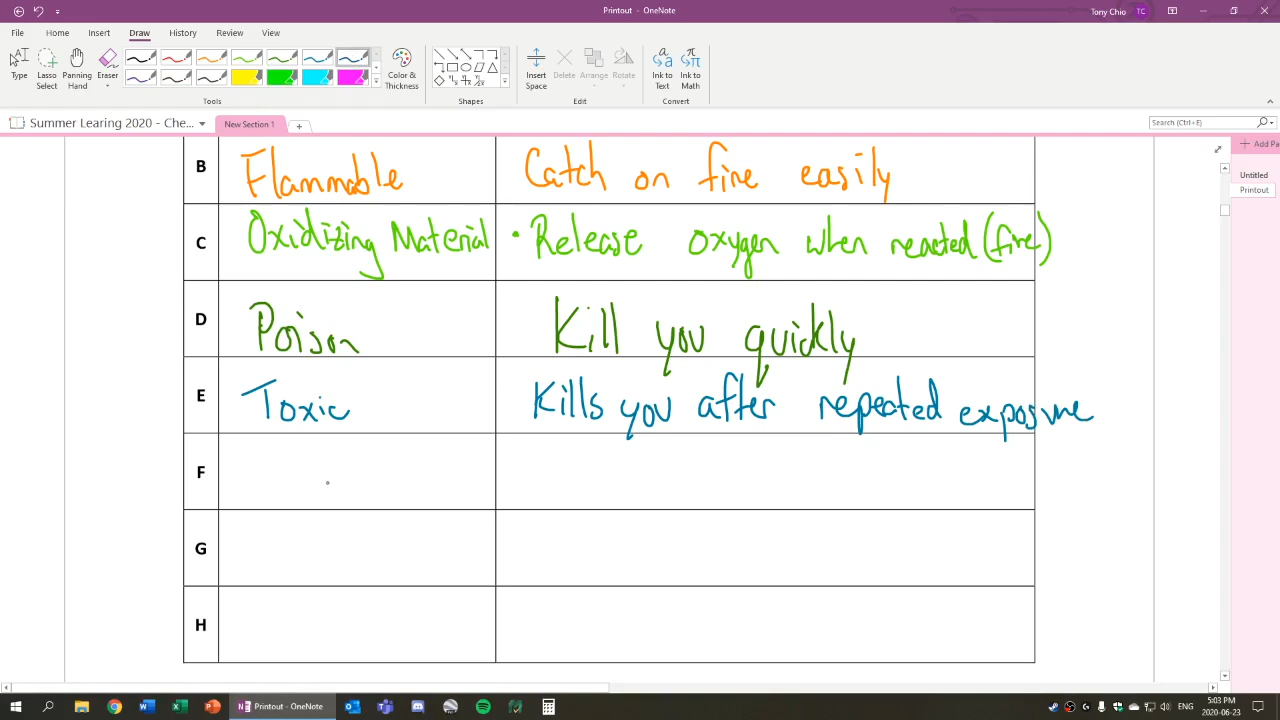 Printout - OneNote
Tony Chio
File Home Insert Draw History Review View
Type
Lasso Select
Panning Hand
Eraser
Color & Thickness
Insert Space
Delete
Arrange
Rotate
Ink to Text
Ink to Math
Tools
Shapes
Edit
Convert
Summer Learing 2020 - Che...
New Section 1
Search (Ctrl+E)
Add Pa
Untitled
Printout
B Flammable Catch on fire easily
C Oxidizing Material • Release oxygen when reacted (fire)
D Poison Kill you quickly
E Toxic Kills you after repeated exposure
F
G
H
Printout - OneNote
5:03 PM
2020-06-23